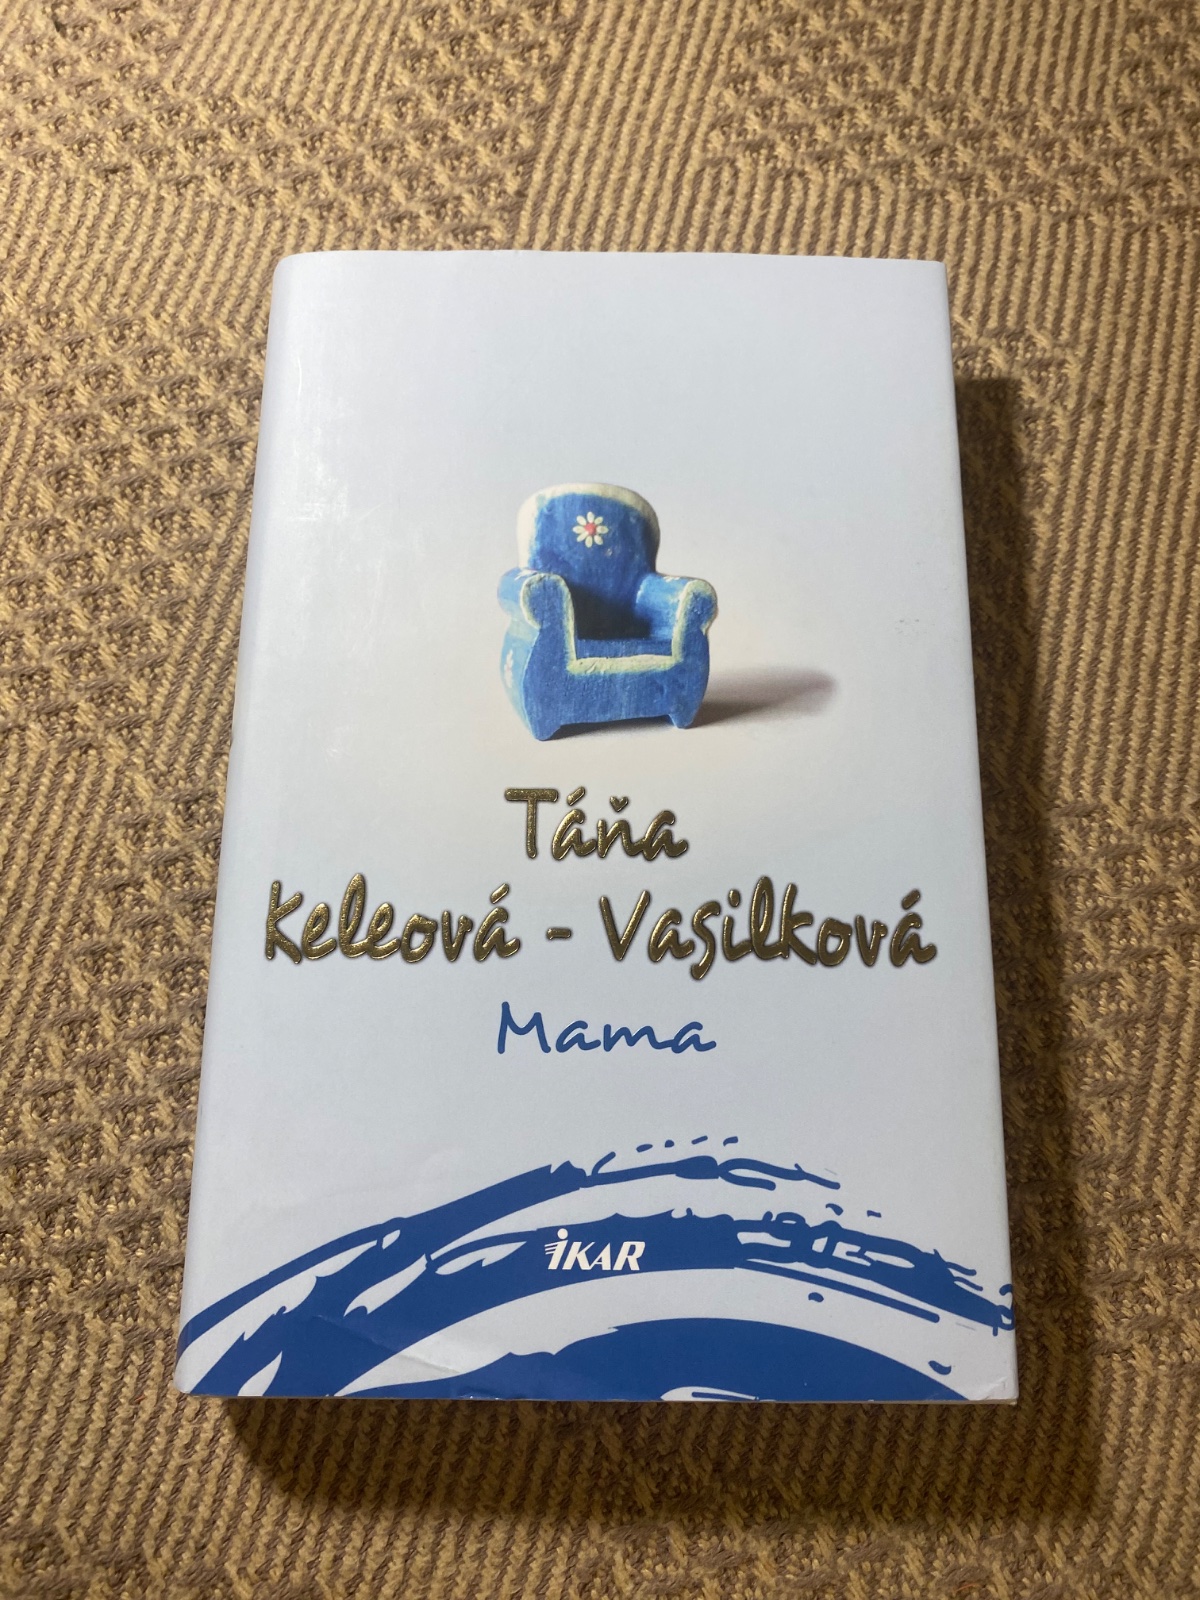 Táňa
Keleová - Vasilková
Mama
IKAR